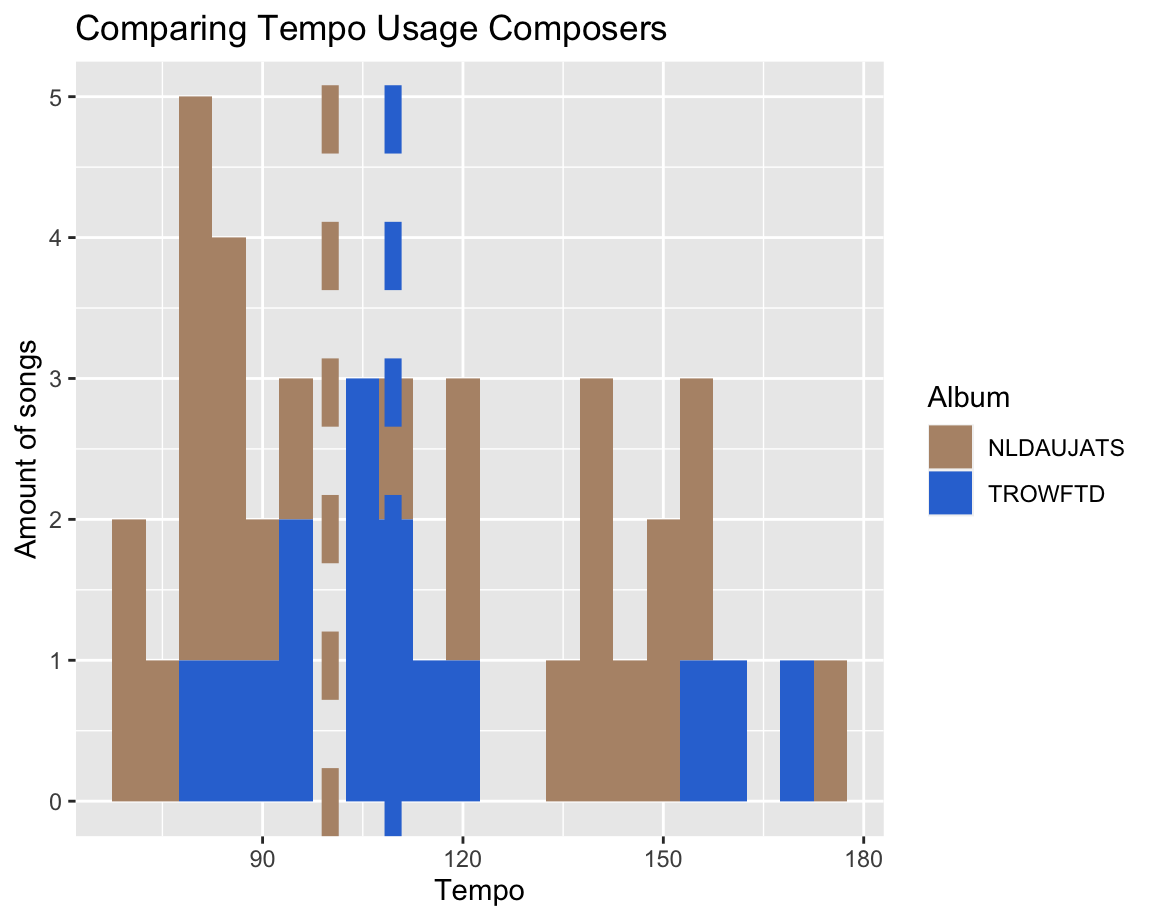 Comparing Tempo Usage Composers
5
4
3
2
1
0
Amount of songs
90 120 150 180
Tempo
Album
NLDAUJATS
TROWFTD